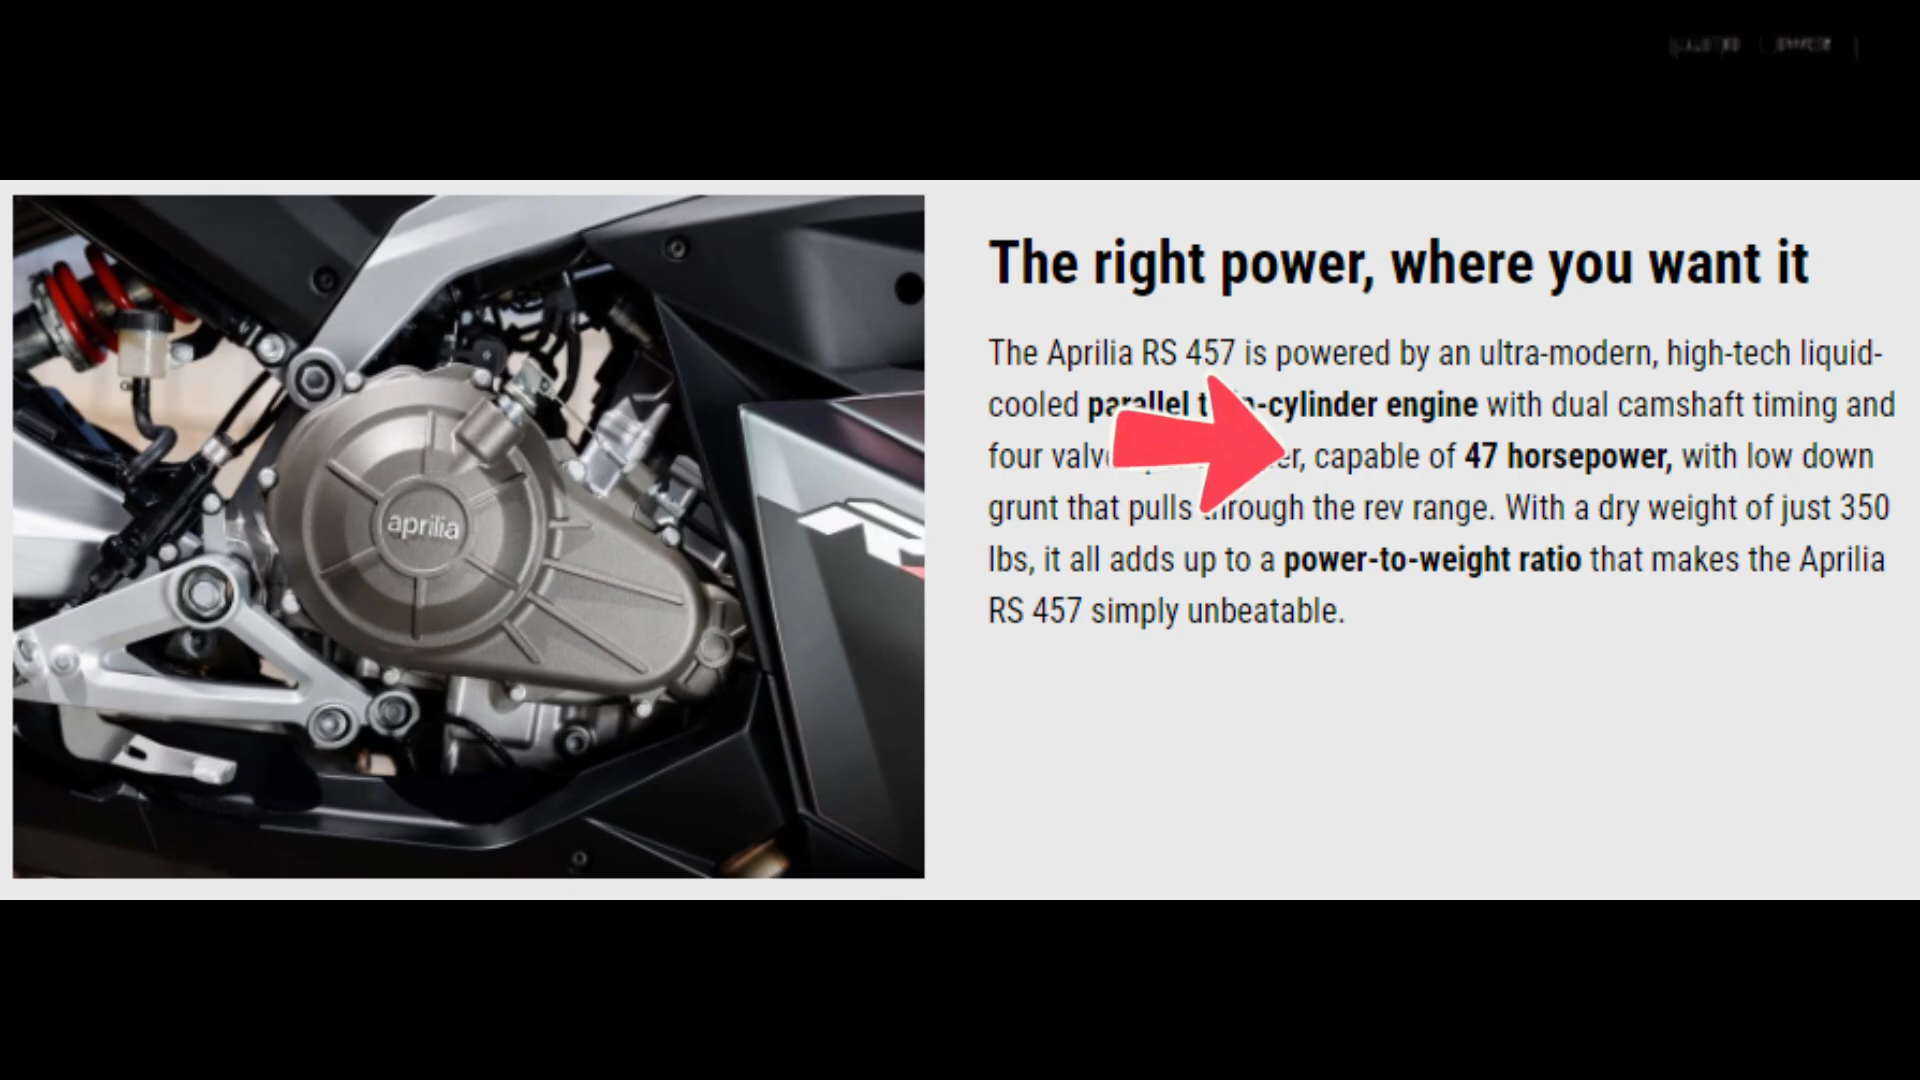 aprilia
The right power, where you want it
The Aprilia RS 457 is powered by an ultra-modern, high-tech liquid-
cooled parallel -cylinder engine with dual camshaft timing and
four capable of 47 horsepower, with low down
grunt that pulls through the rev range. With a dry weight of just 350
lbs, it all adds up to a power-to-weight ratio that makes the Aprilia
RS 457 simply unbeatable.